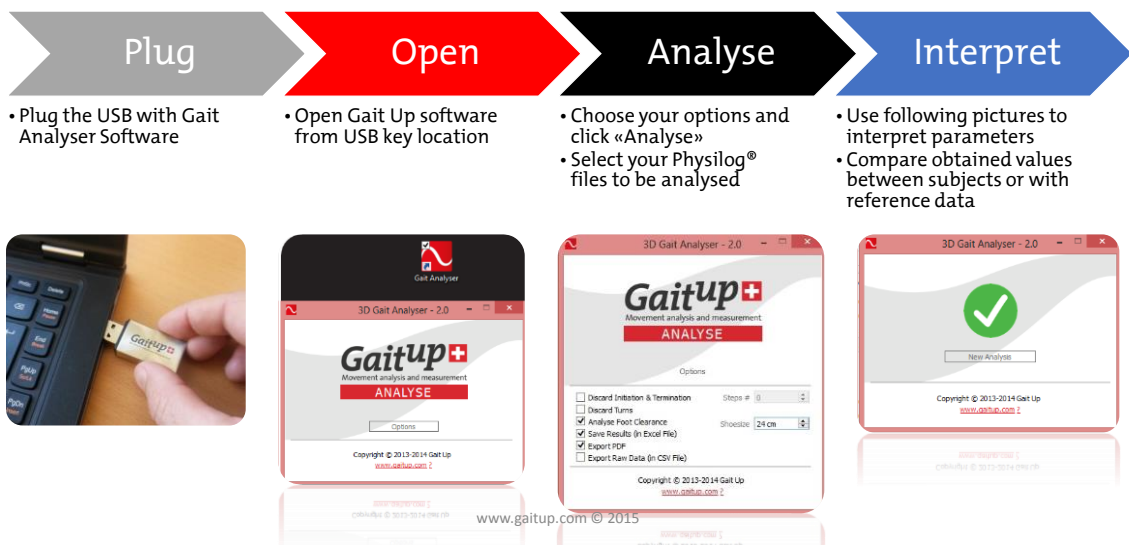 Plug
Open
Analyse
Interpret
• Plug the USB with Gait
Analyser Software
• Open Gait Up software
from USB key location
• Choose your options and
click «Analyse»
• Select your Physilog®
files to be analysed
• Use following pictures to
interpret parameters
• Compare obtained values
between subjects or with
reference data
Delete
Home
End
PgUp
PgDn
Gaitup
Gait Analyser
3D Gait Analyser - 2.0
Gaitup
Movement analysis and measurement
ANALYSE
Options
Copyright © 2013-2014 Gait Up
www.gaitup.com ?
3D Gait Analyser - 2.0
Gaitup
Movement analysis and measurement
ANALYSE
Options
Discard Initiation & Termination Steps # 0
Discard Turns
Analyse Foot Clearance Shoesize 24 cm
Save Results (in Excel File)
Export PDF
Export Raw Data (in CSV File)
Copyright © 2013-2014 Gait Up
www.gaitup.com ?
3D Gait Analyser - 2.0
New Analysis
Copyright © 2013-2014 Gait Up
www.gaitup.com ?
www.gaitup.com © 2015